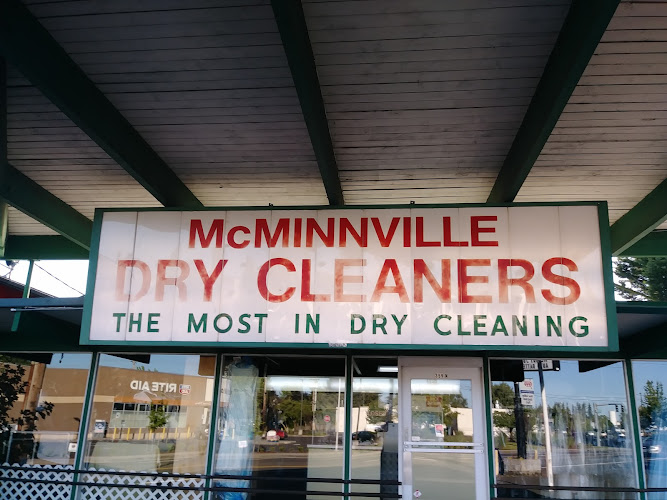 McMINNVILLE
DRY CLEANERS
THE MOST IN DRY CLEANING
RITE AID